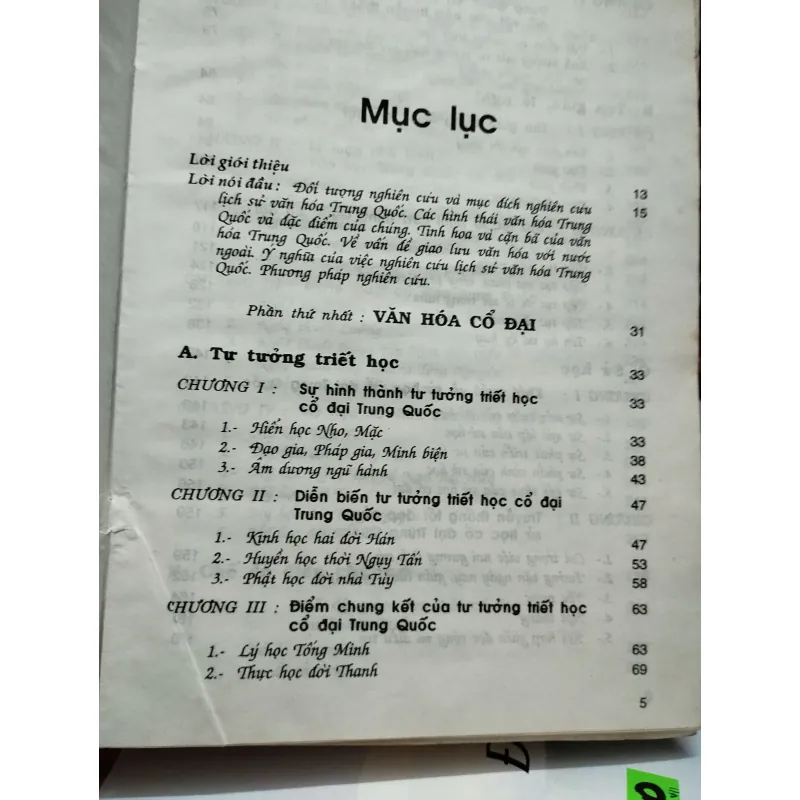 Mục lục
Lời giới thiệu 13
Lời nói đầu : Đối tượng nghiên cứu và mục đích nghiên cứu 15
lịch sử văn hóa Trung Quốc. Các hình thái văn hóa Trung
Quốc và đặc điểm của chúng. Tinh hoa và cặn bã của văn
hóa Trung Quốc. Về vấn đề giao lưu văn hóa với nước
ngoài. Ý nghĩa của việc nghiên cứu lịch sử văn hóa Trung
Quốc. Phương pháp nghiên cứu.
Phần thứ nhất : VĂN HÓA CỔ ĐẠI 31
A. Tư tưởng triết học 33
CHƯƠNG I : Sự hình thành tư tưởng triết học 33
cổ đại Trung Quốc
1.- Hiển học Nho, Mặc 33
2.- Đạo gia, Pháp gia, Minh biện 38
3.- Âm dương ngũ hành 43
CHƯƠNG II : Diễn biến tư tưởng triết học cổ đại 47
Trung Quốc
1.- Kinh học hai đời Hán 47
2.- Huyền học thời Ngụy Tấn 53
3.- Phật học đời nhà Tùy 58
CHƯƠNG III : Điểm chung kết của tư tưởng triết học 63
cổ đại Trung Quốc
1.- Lý học Tống Minh 63
2.- Thực học đời Thanh 69
5